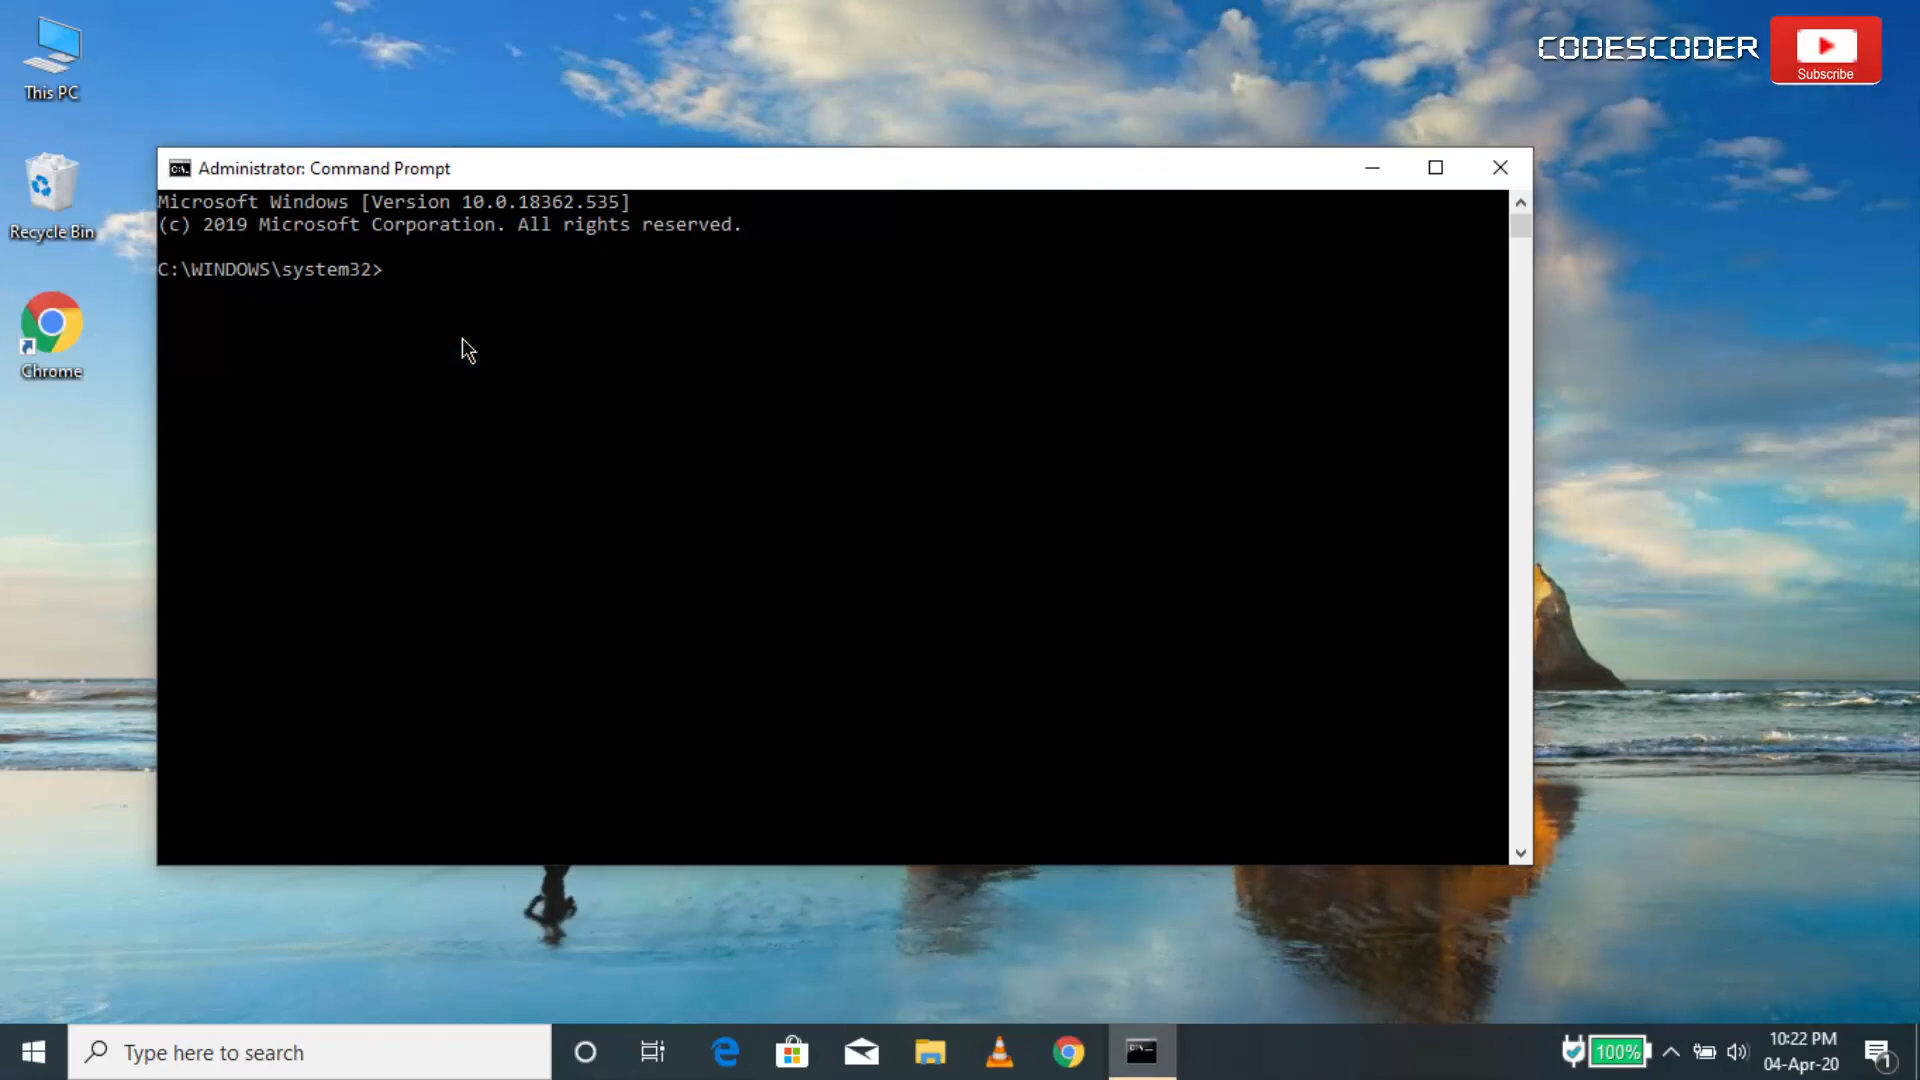 This PC
Recycle Bin
Chrome
CODESCODER
Subscribe
Administrator: Command Prompt
Microsoft Windows [Version 10.0.18362.535]
(c) 2019 Microsoft Corporation. All rights reserved.
C:\WINDOWS\system32>
Type here to search
100%
10:22 PM
04-Apr-20
1